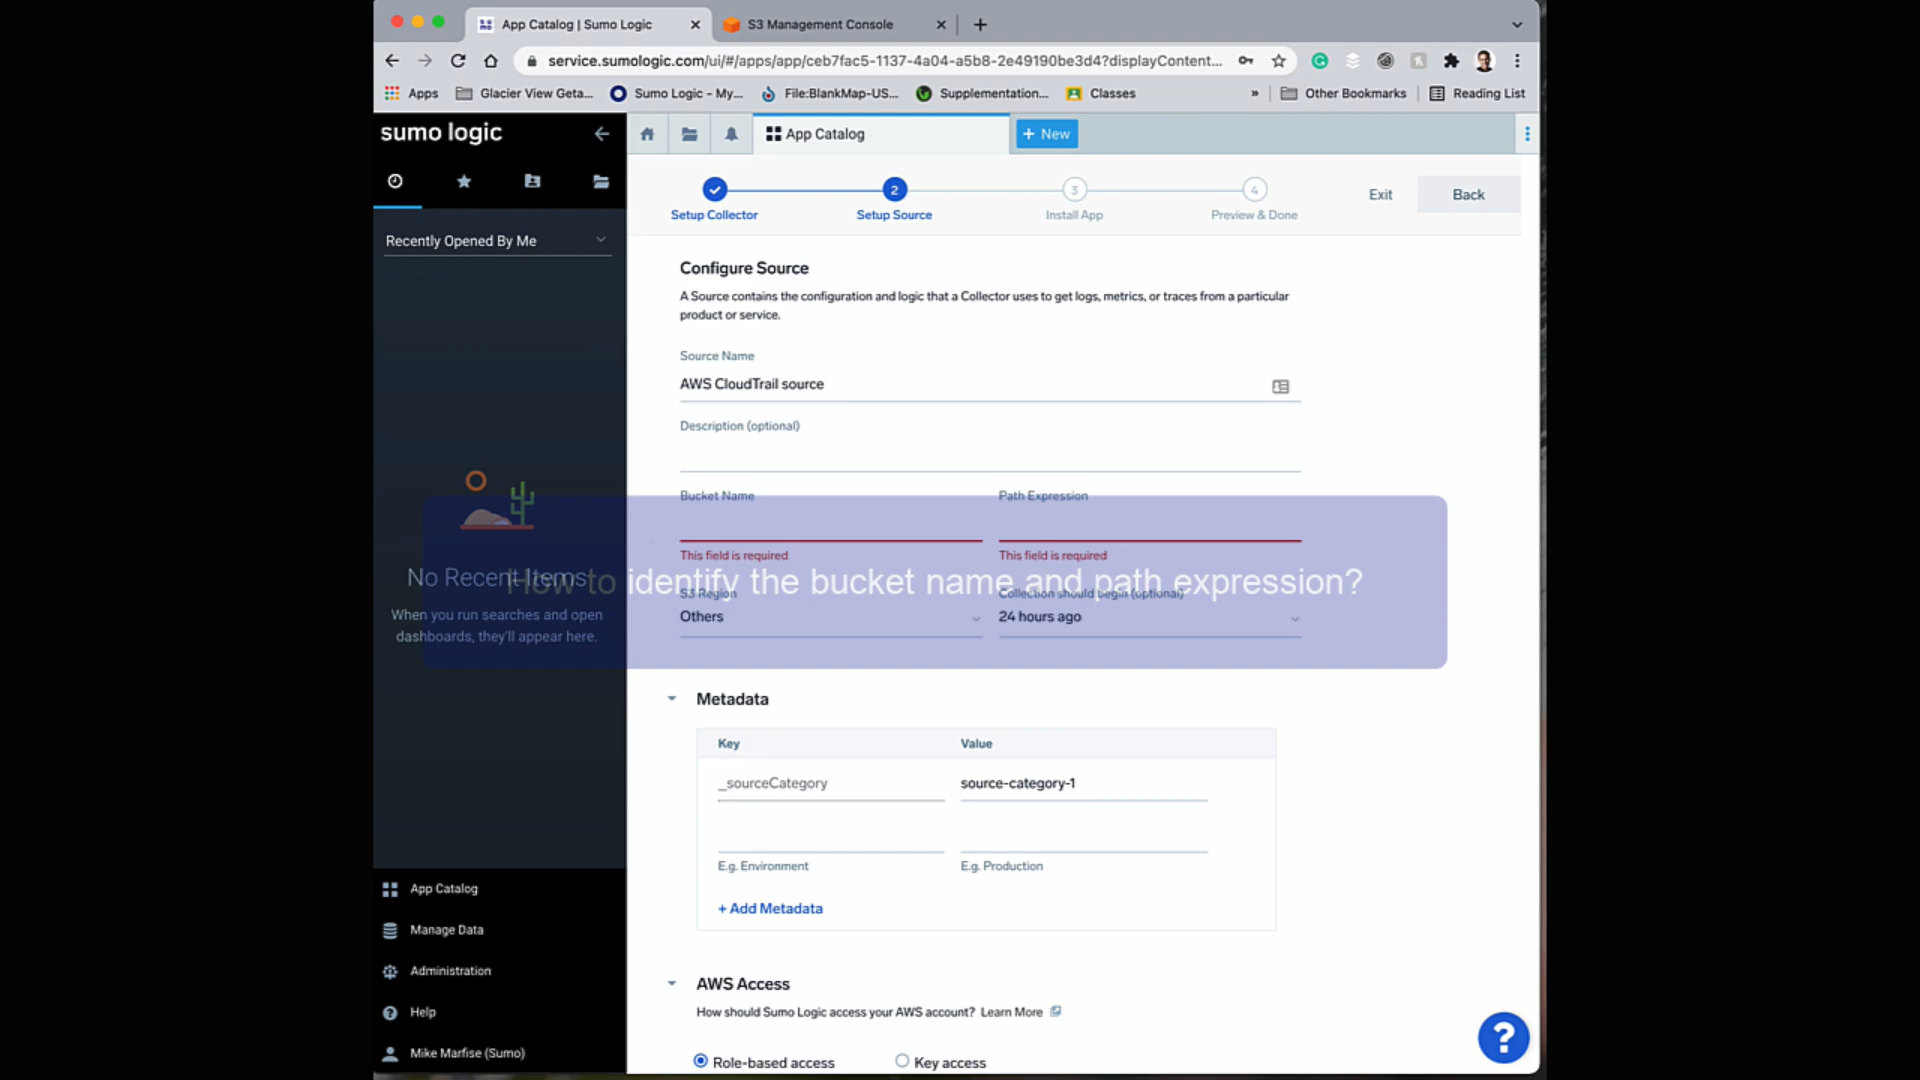 App Catalog | Sumo Logic
S3 Management Console
service.sumologic.com/ui/#/apps/app/ceb7fac5-1137-4a04-a5b8-2e49190be3d4?displayContent...
Apps
Glacier View Geta...
Sumo Logic - My...
File:BlankMap-US...
Supplementation...
Classes
»
Other Bookmarks
Reading List
sumo logic
App Catalog
+ New
2
3
4
Setup Collector
Setup Source
Install App
Preview & Done
Exit
Back
Recently Opened By Me
Configure Source
A Source contains the configuration and logic that a Collector uses to get logs, metrics, or traces from a particular
product or service.
Source Name
AWS CloudTrail source
Description (optional)
Bucket Name
Path Expression
This field is required
This field is required
How to identify the bucket name and path expression?
No Recent Items
When you run searches and open
dashboards, they'll appear here.
S3 Region
Others
Collection should begin (optional)
24 hours ago
Metadata
Key
Value
_sourceCategory
source-category-1
E.g. Environment
E.g. Production
+ Add Metadata
AWS Access
How should Sumo Logic access your AWS account? Learn More
Role-based access
Key access
App Catalog
Manage Data
Administration
Help
Mike Marfise (Sumo)
?